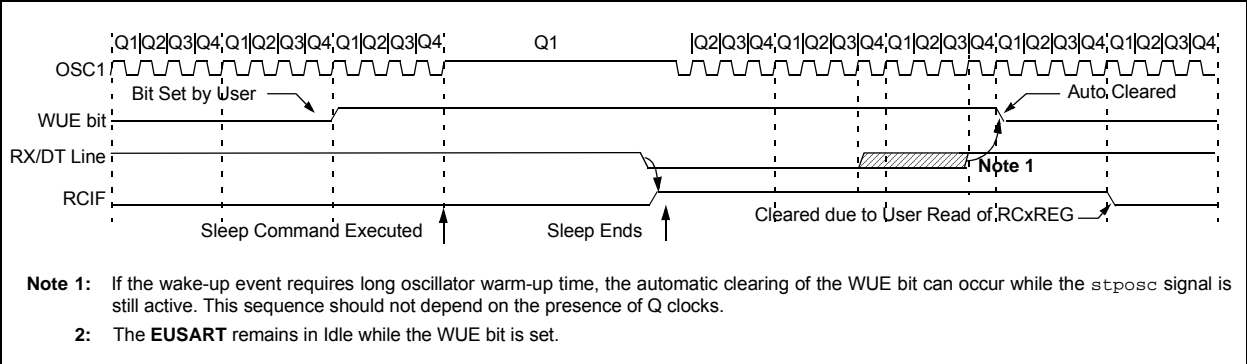 Q1 Q2 Q3 Q4 Q1 Q2 Q3 Q4 Q1 Q2 Q3 Q4 Q1 Q2 Q3 Q4 Q1 Q2 Q3 Q4 Q1 Q2 Q3 Q4 Q1 Q2 Q3 Q4
OSC1
Bit Set by User
Auto Cleared
WUE bit
RX/DT Line
Note 1
RCIF
Cleared due to User Read of RCxREG
Sleep Command Executed
Sleep Ends
Note 1: If the wake-up event requires long oscillator warm-up time, the automatic clearing of the WUE bit can occur while the stposc signal is
still active. This sequence should not depend on the presence of Q clocks.
2: The EUSART remains in Idle while the WUE bit is set.